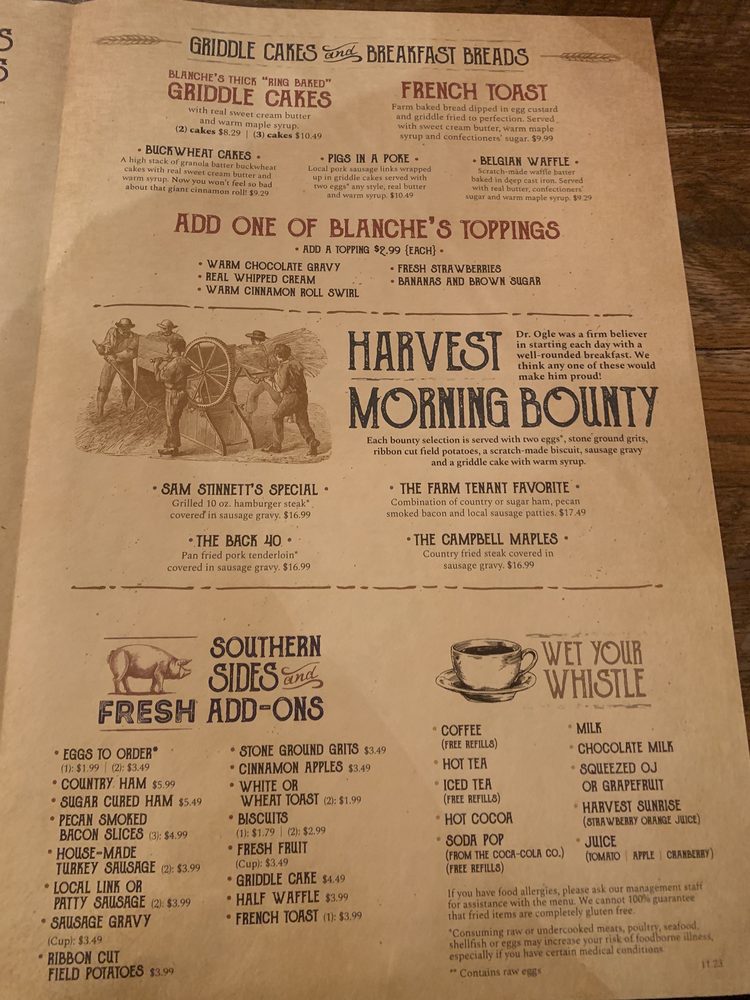 S
S
GRIDDLE CAKES and BREAKFAST BREADS
BLANCHE'S THICK "RING BAKED"
GRIDDLE CAKES
with real sweet cream butter
and warm maple syrup.
(2) cakes $8.29 | (3) cakes $10.49
FRENCH TOAST
Farm baked bread dipped in egg custard
and griddle fried to perfection. Served
with sweet cream butter, warm maple
syrup and confectioners' sugar. $9.99
• BUCKWHEAT CAKES •
A high stack of granola batter buckwheat
cakes with real sweet cream butter and
warm syrup. Now you won't feel so bad
about that giant cinnamon roll! $9.29
• PIGS IN A POKE •
Local pork sausage links wrapped
up in griddle cakes served with
two eggs* any style, real butter
and warm syrup. $10.49
• BELGIAN WAFFLE •
Scratch-made waffle batter
baked in deep cast iron. Served
with real butter, confectioners'
sugar and warm maple syrup. $9.29
ADD ONE OF BLANCHE'S TOPPINGS
• ADD A TOPPING $2.99 {EACH} •
• WARM CHOCOLATE GRAVY
• REAL WHIPPED CREAM
• WARM CINNAMON ROLL SWIRL
• FRESH STRAWBERRIES
• BANANAS AND BROWN SUGAR
HARVEST
MORNING BOUNTY
Dr. Ogle was a firm believer
in starting each day with a
well-rounded breakfast. We
think any one of these would
make him proud!
Each bounty selection is served with two eggs*, stone ground grits,
ribbon cut field potatoes, a scratch-made biscuit, sausage gravy
and a griddle cake with warm syrup.
• SAM STINNETT'S SPECIAL •
Grilled 10 oz. hamburger steak*
covered in sausage gravy. $16.99
• THE FARM TENANT FAVORITE •
Combination of country or sugar ham, pecan
smoked bacon and local sausage patties. $17.49
• THE BACK 40 •
Pan fried pork tenderloin*
covered in sausage gravy. $16.99
• THE CAMPBELL MAPLES •
Country fried steak covered in
sausage gravy. $16.99
SOUTHERN
SIDES and
FRESH ADD-ONS
• EGGS TO ORDER*
(1): $1.99 | (2): $3.49
• COUNTRY HAM $5.99
• SUGAR CURED HAM $5.49
• PECAN SMOKED
BACON SLICES (3): $4.99
• HOUSE-MADE
TURKEY SAUSAGE (2): $3.99
• LOCAL LINK OR
PATTY SAUSAGE (2): $3.99
• SAUSAGE GRAVY
(Cup): $3.49
• RIBBON CUT
FIELD POTATOES $3.99
• STONE GROUND GRITS $3.49
• CINNAMON APPLES $3.49
• WHITE OR
WHEAT TOAST (2): $1.99
• BISCUITS
(1): $1.79 | (2): $2.99
• FRESH FRUIT
(Cup): $3.49
• GRIDDLE CAKE $4.49
• HALF WAFFLE $3.99
• FRENCH TOAST (1): $3.99
WET YOUR
WHISTLE
• COFFEE
(FREE REFILLS)
• HOT TEA
• ICED TEA
(FREE REFILLS)
• HOT COCOA
• SODA POP
(FROM THE COCA-COLA CO.)
(FREE REFILLS)
• MILK
• CHOCOLATE MILK
• SQUEEZED OJ
OR GRAPEFRUIT
• HARVEST SUNRISE
(STRAWBERRY ORANGE JUICE)
• JUICE
(TOMATO | APPLE | CRANBERRY)
If you have food allergies, please ask our management staff
for assistance with the menu. We cannot 100% guarantee
that fried items are completely gluten free.
*Consuming raw or undercooked meats, poultry, seafood,
shellfish or eggs may increase your risk of foodborne illness,
especially if you have certain medical conditions.
** Contains raw eggs
11.23